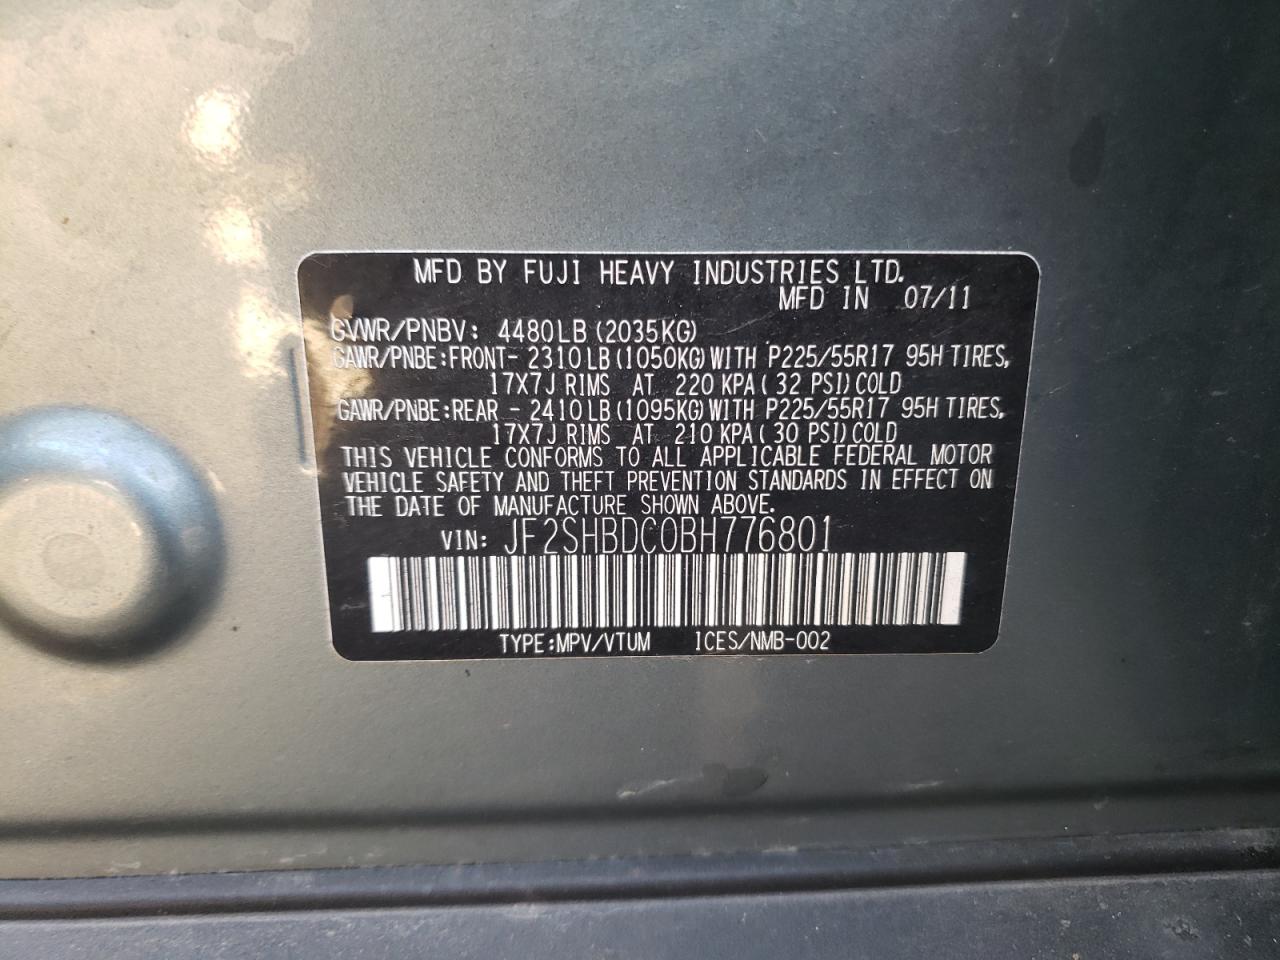 MFD BY FUJI HEAVY INDUSTRIES LTD.
MFD IN 07/11
GVWR/PNBV: 4480LB (2035KG)
GAWR/PNBE:FRONT- 2310LB(1050KG)WITH P225/55R17 95H TIRES,
17X7J RIMS AT 220 KPA( 32 PSI)COLD
GAWR/PNBE:REAR - 2410LB(1095KG)WITH P225/55R17 95H TIRES,
17X7J RIMS AT 210 KPA( 30 PSI)COLD
THIS VEHICLE CONFORMS TO ALL APPLICABLE FEDERAL MOTOR
VEHICLE SAFETY AND THEFT PREVENTION STANDARDS IN EFFECT ON
THE DATE OF MANUFACTURE SHOWN ABOVE.
VIN: JF2SHBDC0BH776801
TYPE:MPV/VTUM ICES/NMB-002